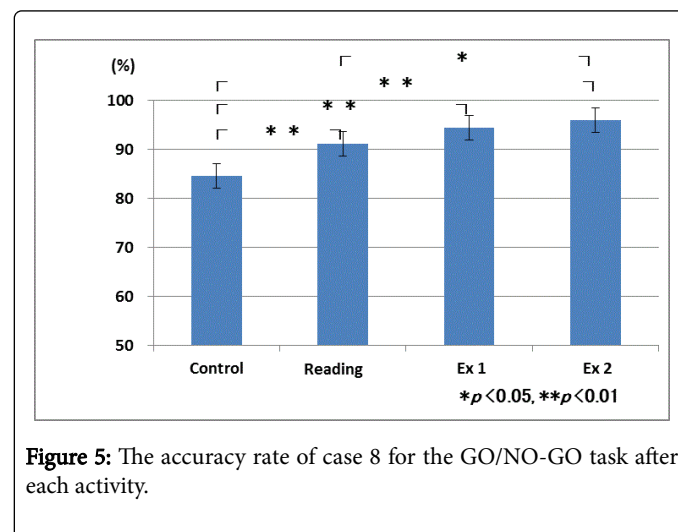 *
(%)
* *
100
* *
* *
90
80
70
60
50
Control Reading Ex 1 Ex 2
*p<0.05, **p<0.01
Figure 5: The accuracy rate of case 8 for the GO/NO-GO task after
each activity.